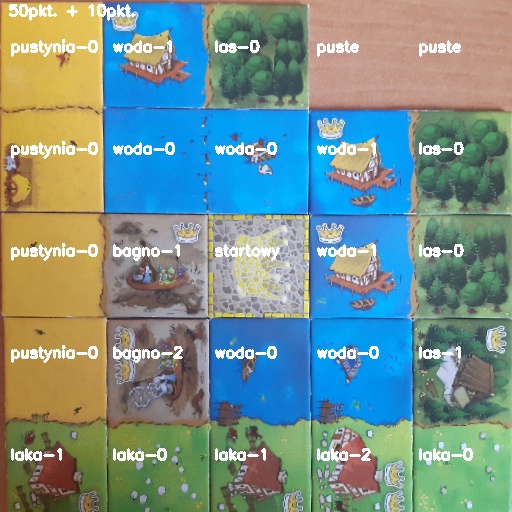 50pkt. + 10pkt.
pustynia-0 woda-1 las-0 puste puste
pustynia-0 woda-0 woda-0 woda-1 las-0
pustynia-0 bagno-1 startowy woda-1 las-0
pustynia-0 bagno-2 woda-0 woda-0 las-1
laka-1 laka-0 laka-1 laka-2 laka-0